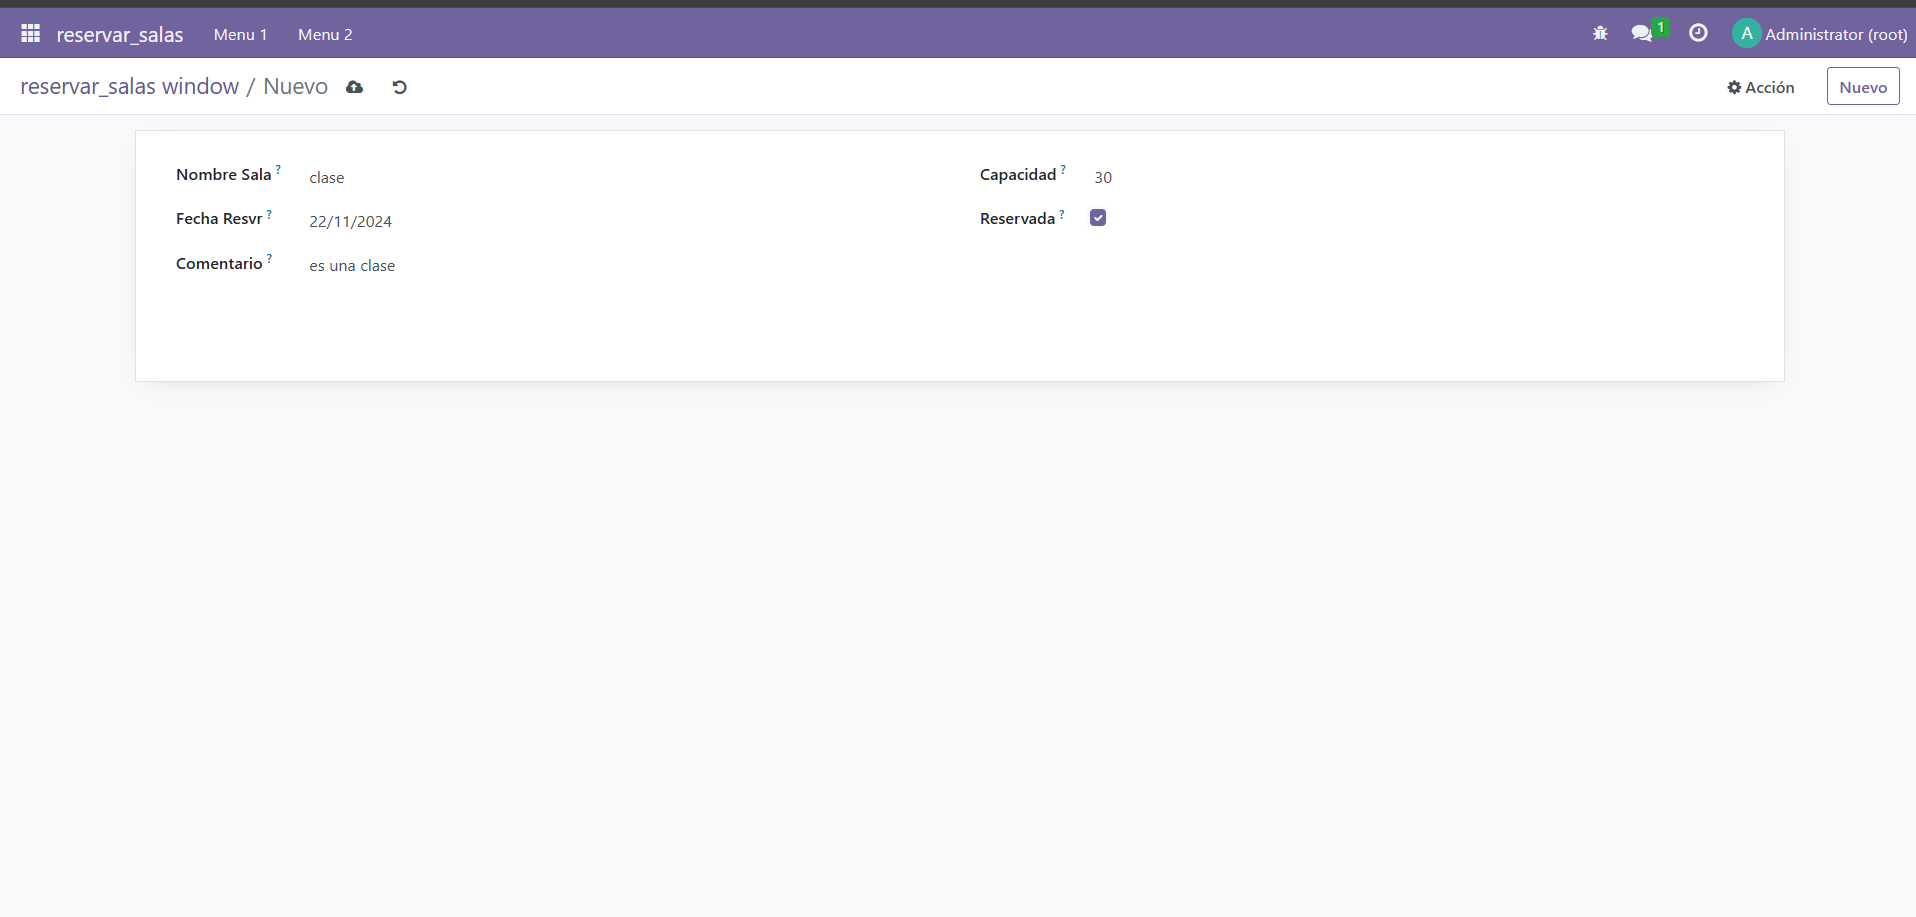 reservar_salas Menu 1 Menu 2 1 A Administrator (root)
reservar_salas window / Nuevo Acción Nuevo
Nombre Sala ? clase Capacidad ? 30
Fecha Resvr ? 22/11/2024 Reservada ?
Comentario ? es una clase